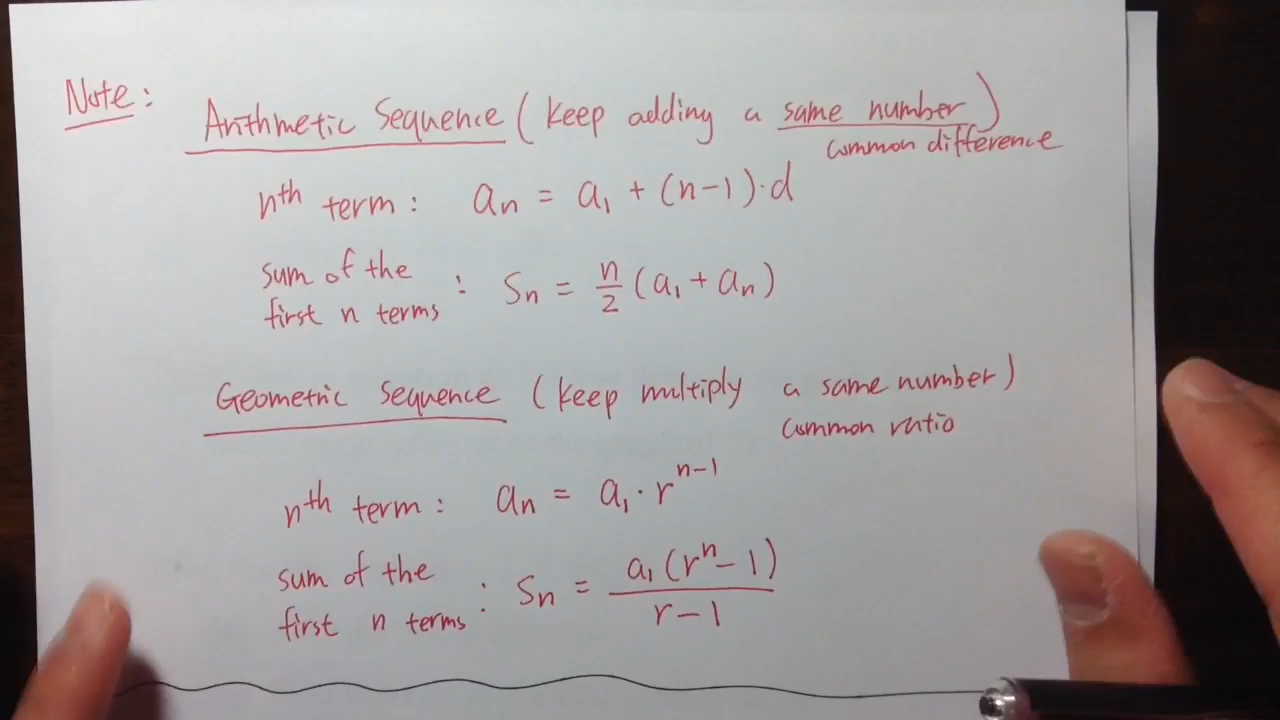 Note:
Arithmetic Sequence (keep adding a same number)
common difference
nth term: an = a1 + (n-1)·d
sum of the
first n terms : Sn = n/2 (a1 + an)
Geometric sequence (keep multiply a same number)
common ratio
nth term: an = a1 · r^(n-1)
sum of the
first n terms : Sn = a1(r^n - 1) / (r - 1)